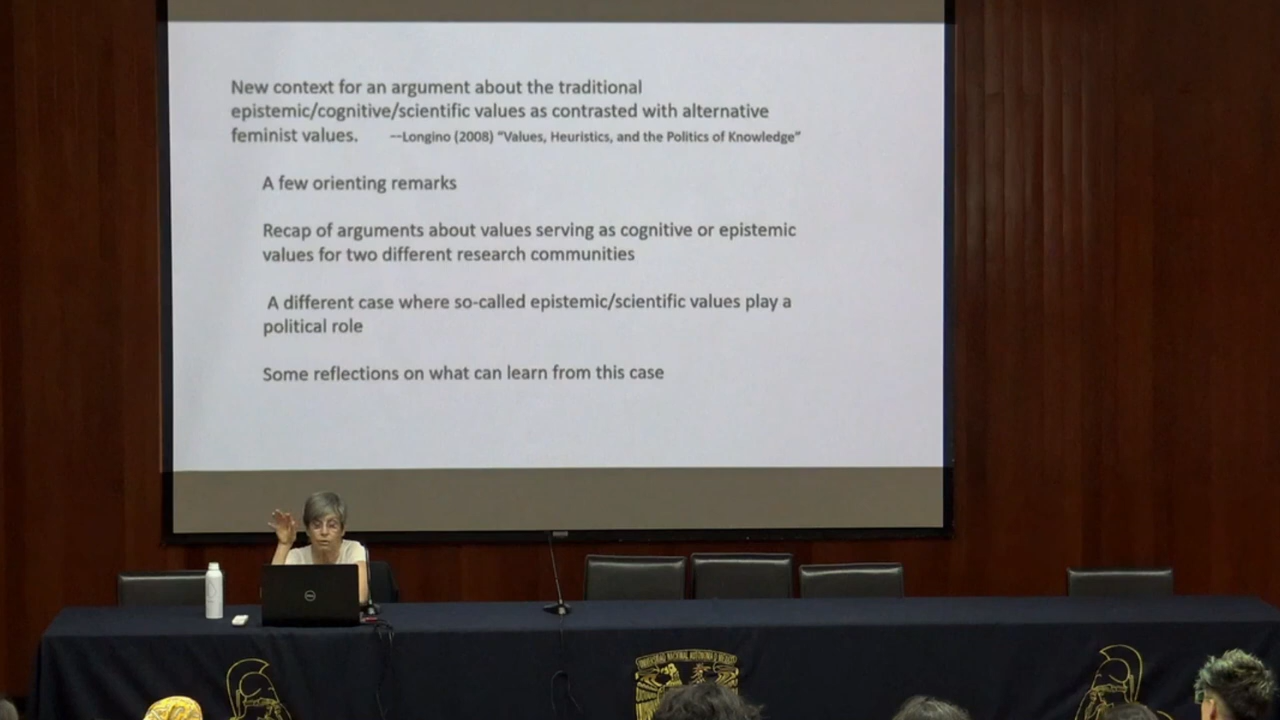 New context for an argument about the traditional
epistemic/cognitive/scientific values as contrasted with alternative
feminist values. —Longino (2008) “Values, Heuristics, and the Politics of Knowledge”
A few orienting remarks
Recap of arguments about values serving as cognitive or epistemic
values for two different research communities
A different case where so-called epistemic/scientific values play a
political role
Some reflections on what can learn from this case
DELL